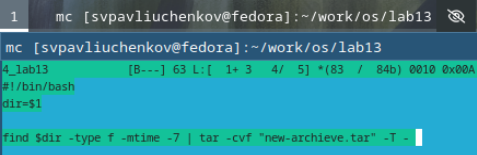 1 mc [svpavliuchenkov@fedora]:~/work/os/lab13
mc [svpavliuchenkov@fedora]:~/work/os/lab13
4_lab13 [B---] 63 L:[ 1+ 3 4/ 5] *(83 / 84b) 0010 0x00A
#!/bin/bash
dir=$1
find $dir -type f -mtime -7 | tar -cvf "new-archieve.tar" -T -